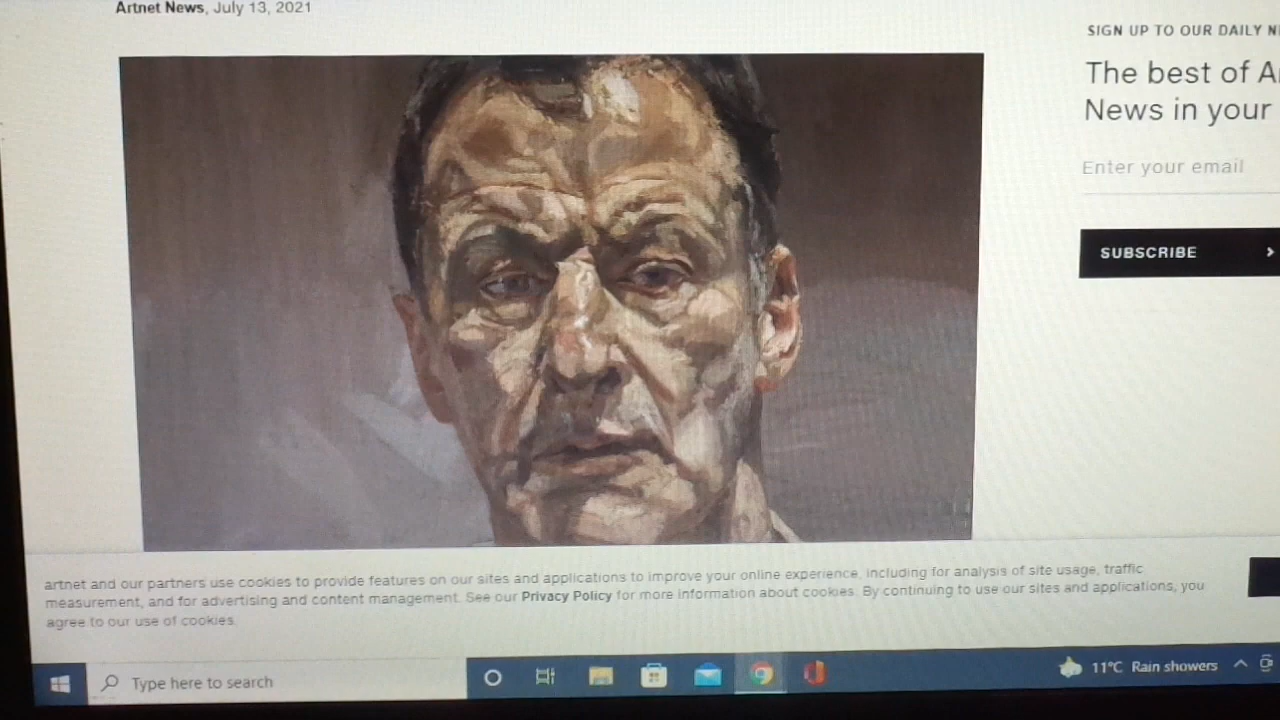 Artnet News, July 13, 2021
SIGN UP TO OUR DAILY
The best of
News in your
Enter your email
SUBSCRIBE
artnet and our partners use cookies to provide features on our sites and applications to improve your online experience, including for analysis of site usage, traffic
measurement, and for advertising and content management. See our Privacy Policy for more information about cookies. By continuing to use our sites and applications, you
agree to our use of cookies.
Type here to search
11°C Rain showers